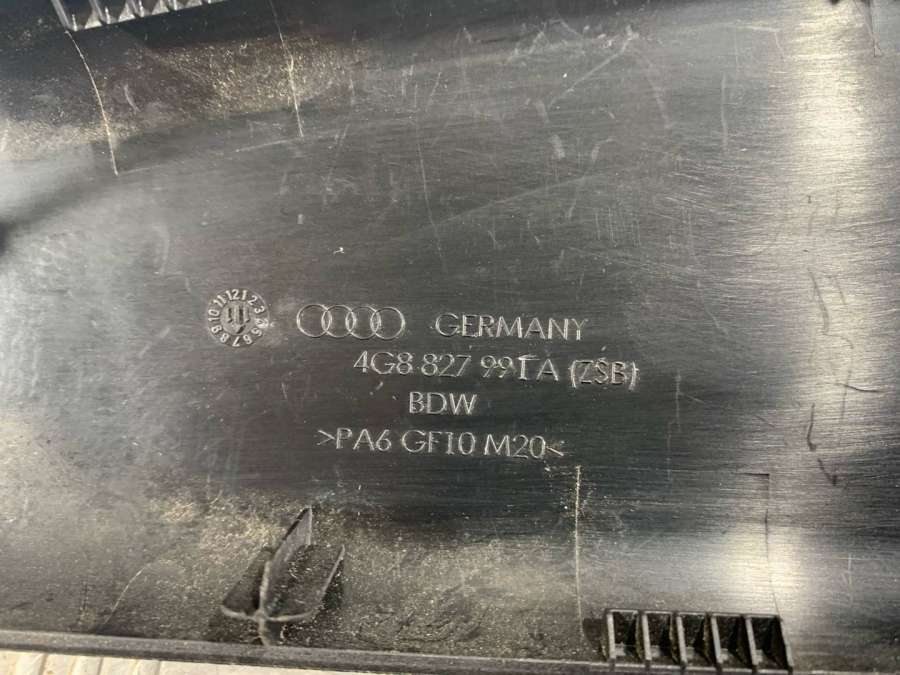 GERMANY
4G8 827 991 A (ZSB)
BDW
>PA6 GF10 M20<